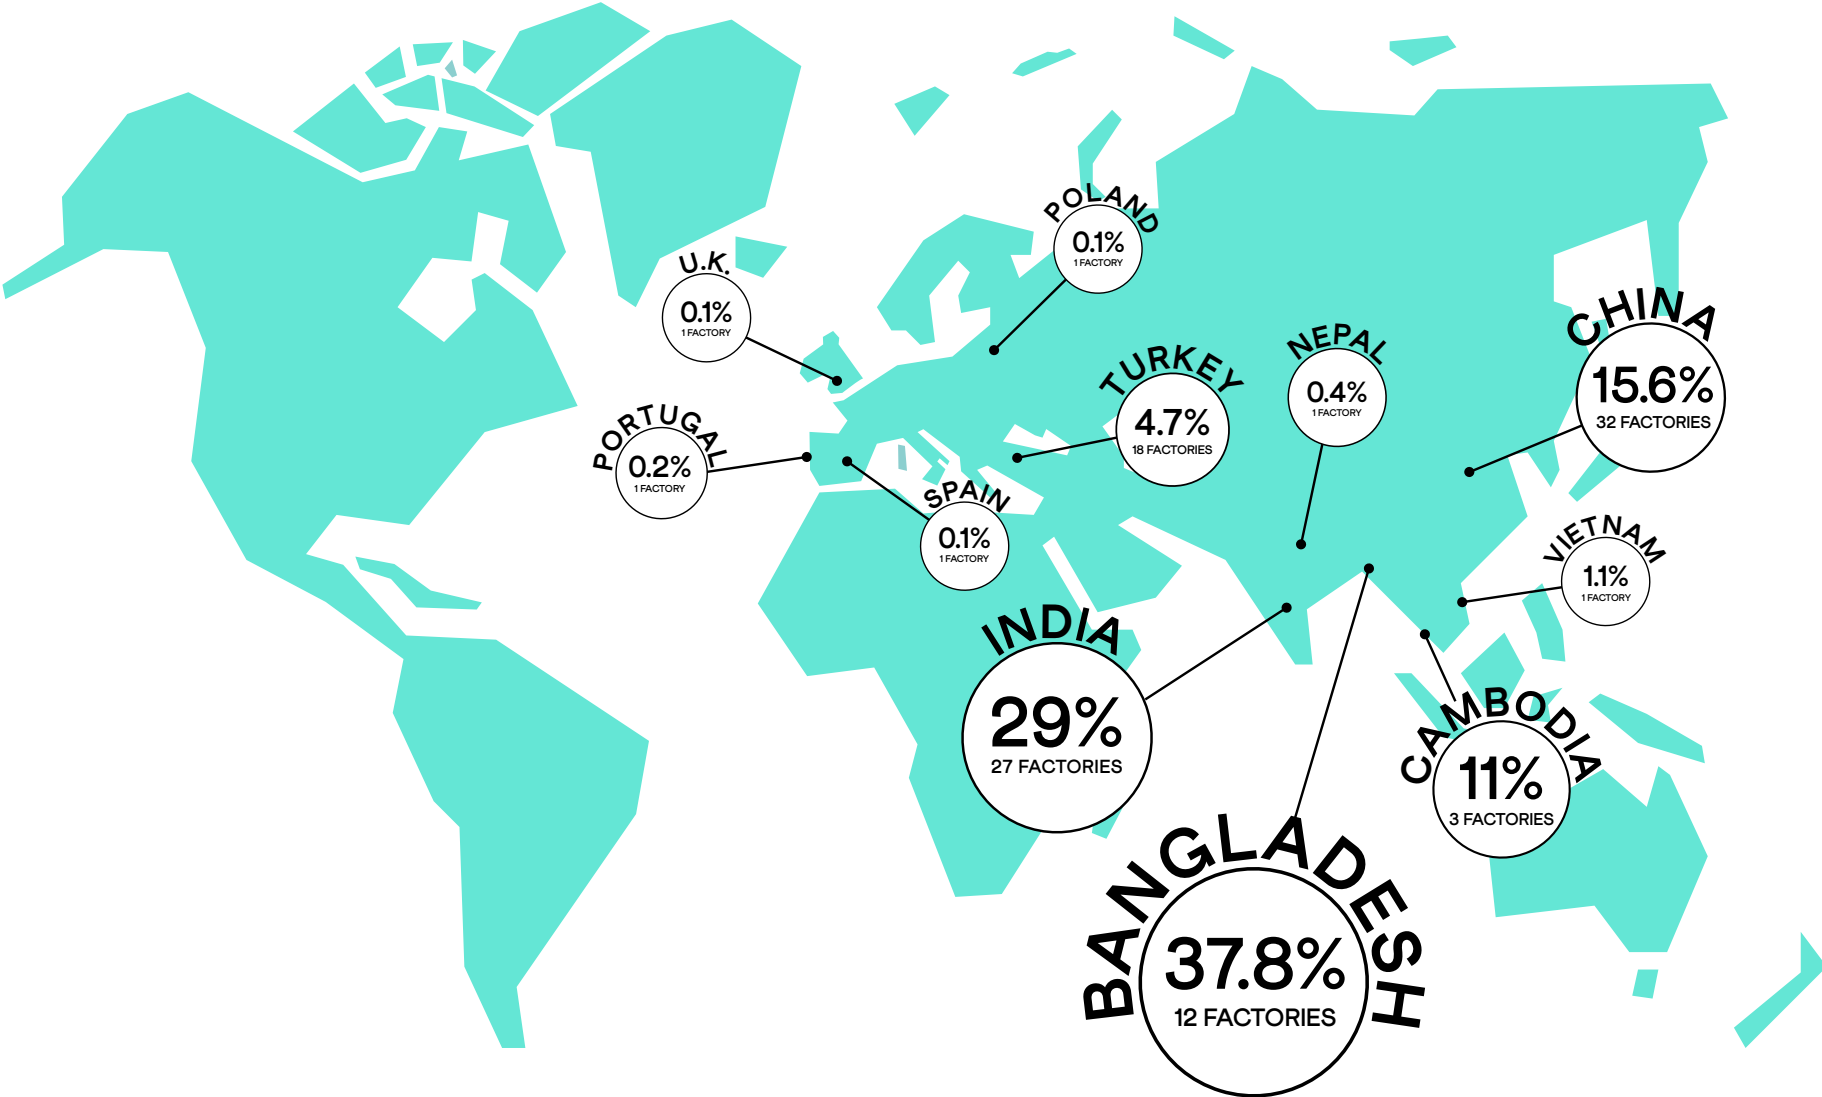 POLAND
0.1%
1 FACTORY
U.K.
0.1%
1 FACTORY
CHINA
15.6%
32 FACTORIES
NEPAL
0.4%
1 FACTORY
TURKEY
4.7%
18 FACTORIES
PORTUGAL
0.2%
1 FACTORY
SPAIN
0.1%
1 FACTORY
VIETNAM
1.1%
1 FACTORY
INDIA
29%
27 FACTORIES
CAMBODIA
11%
3 FACTORIES
BANGLADESH
37.8%
12 FACTORIES